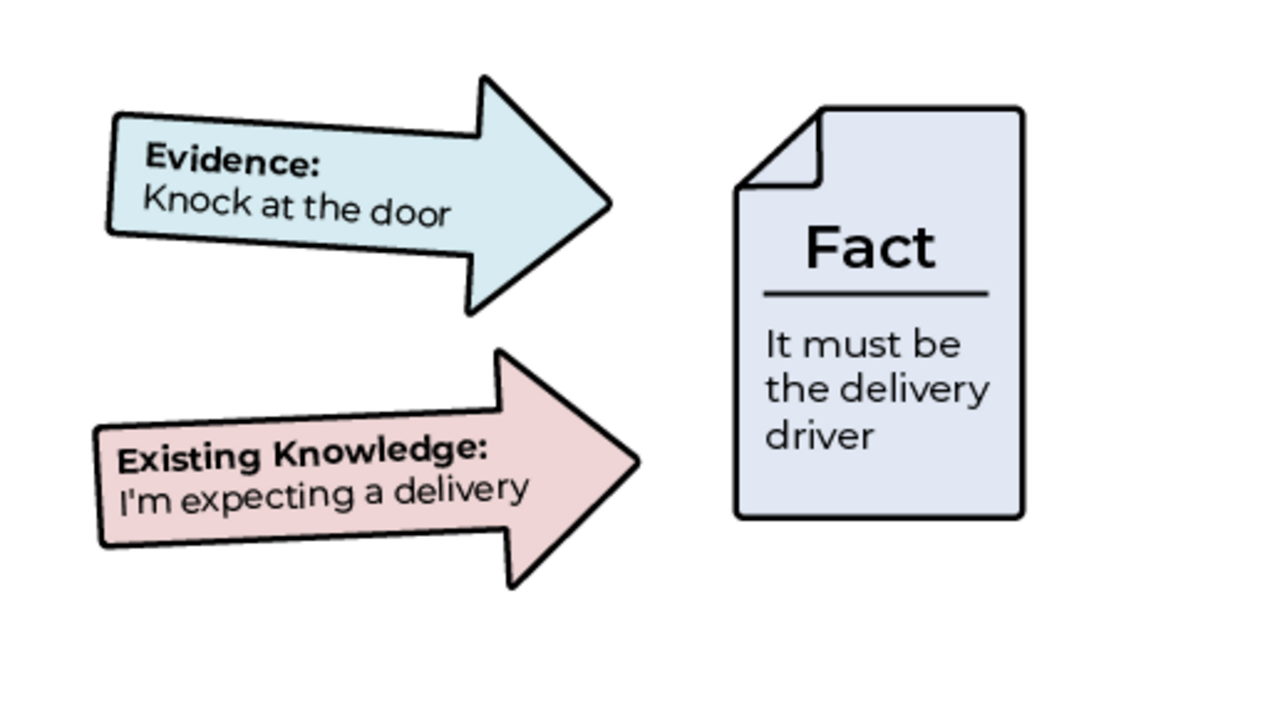 Evidence:
Knock at the door
Existing Knowledge:
I'm expecting a delivery
Fact
It must be
the delivery
driver